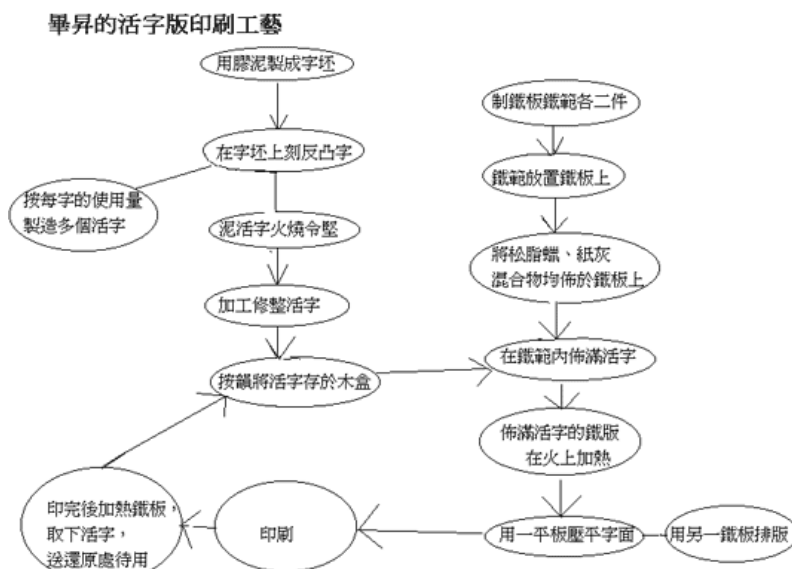 畢昇的活字版印刷工藝
用膠泥製成字坯
在字坯上刻反凸字
按每字的使用量
製造多個活字
泥活字火燒令堅
加工修整活字
按韻將活字存於木盒
制鐵板鐵範各二件
鐵範放置鐵板上
將松脂蠟、紙灰
混合物均佈於鐵板上
在鐵範內佈滿活字
佈滿活字的鐵版
在火上加熱
用一平板壓平字面
用另一鐵板排版
印刷
印完後加熱鐵板,
取下活字,
送還原處待用